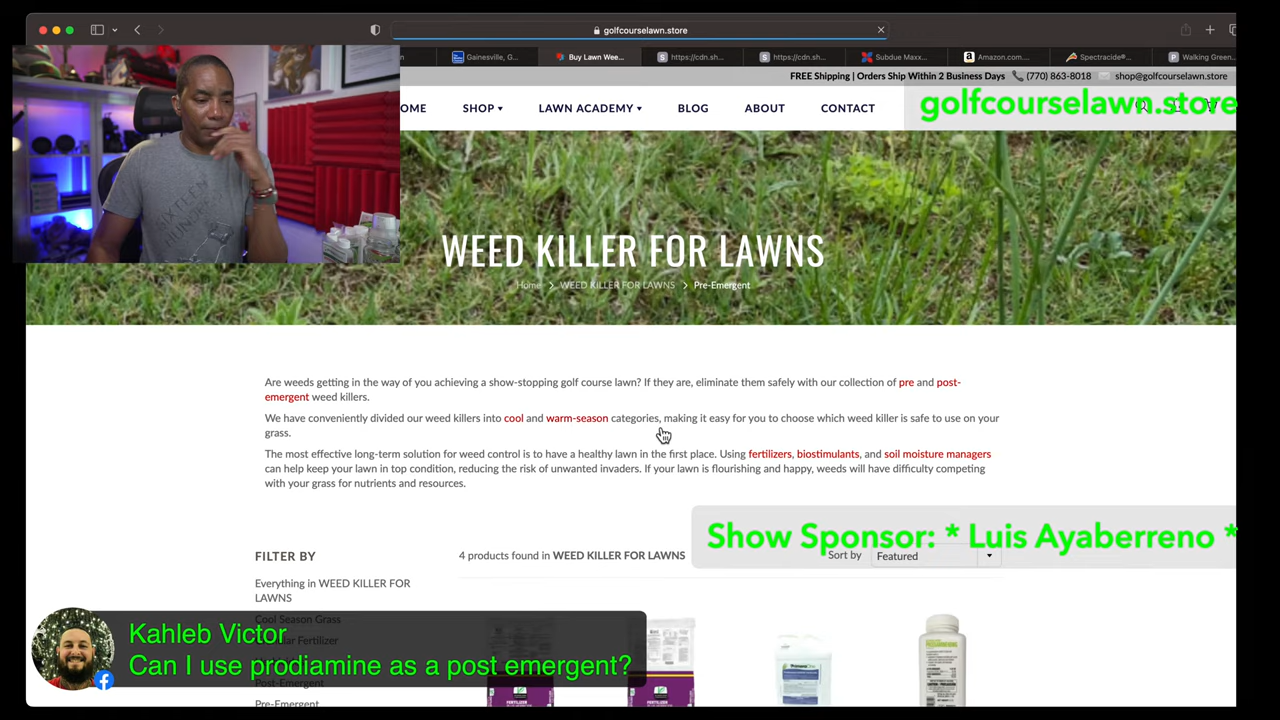 golfcourselawn.store
Gainesville, G...
Buy Lawn Wee...
https://cdn.sh...
https://cdn.sh...
Subdue Maxx...
Amazon.com....
Spectracide®...
Walking Green...
FREE Shipping | Orders Ship Within 2 Business Days (770) 863-8018 shop@golfcourselawn.store
OME SHOP LAWN ACADEMY BLOG ABOUT CONTACT
golfcourselawn.store
WEED KILLER FOR LAWNS
Home > WEED KILLER FOR LAWNS > Pre-Emergent
Are weeds getting in the way of you achieving a show-stopping golf course lawn? If they are, eliminate them safely with our collection of pre and post-
emergent weed killers.
We have conveniently divided our weed killers into cool and warm-season categories, making it easy for you to choose which weed killer is safe to use on your
grass.
The most effective long-term solution for weed control is to have a healthy lawn in the first place. Using fertilizers, biostimulants, and soil moisture managers
can help keep your lawn in top condition, reducing the risk of unwanted invaders. If your lawn is flourishing and happy, weeds will have difficulty competing
with your grass for nutrients and resources.
Show Sponsor: * Luis Ayaberreno *
FILTER BY
4 products found in WEED KILLER FOR LAWNS
Sort by Featured
Everything in WEED KILLER FOR
LAWNS
Cool Season Grass
Granular Fertilizer
Post-Emergent
Pre-Emergent
Kahleb Victor
Can I use prodiamine as a post emergent?
FERTILIZER
FERTILIZER